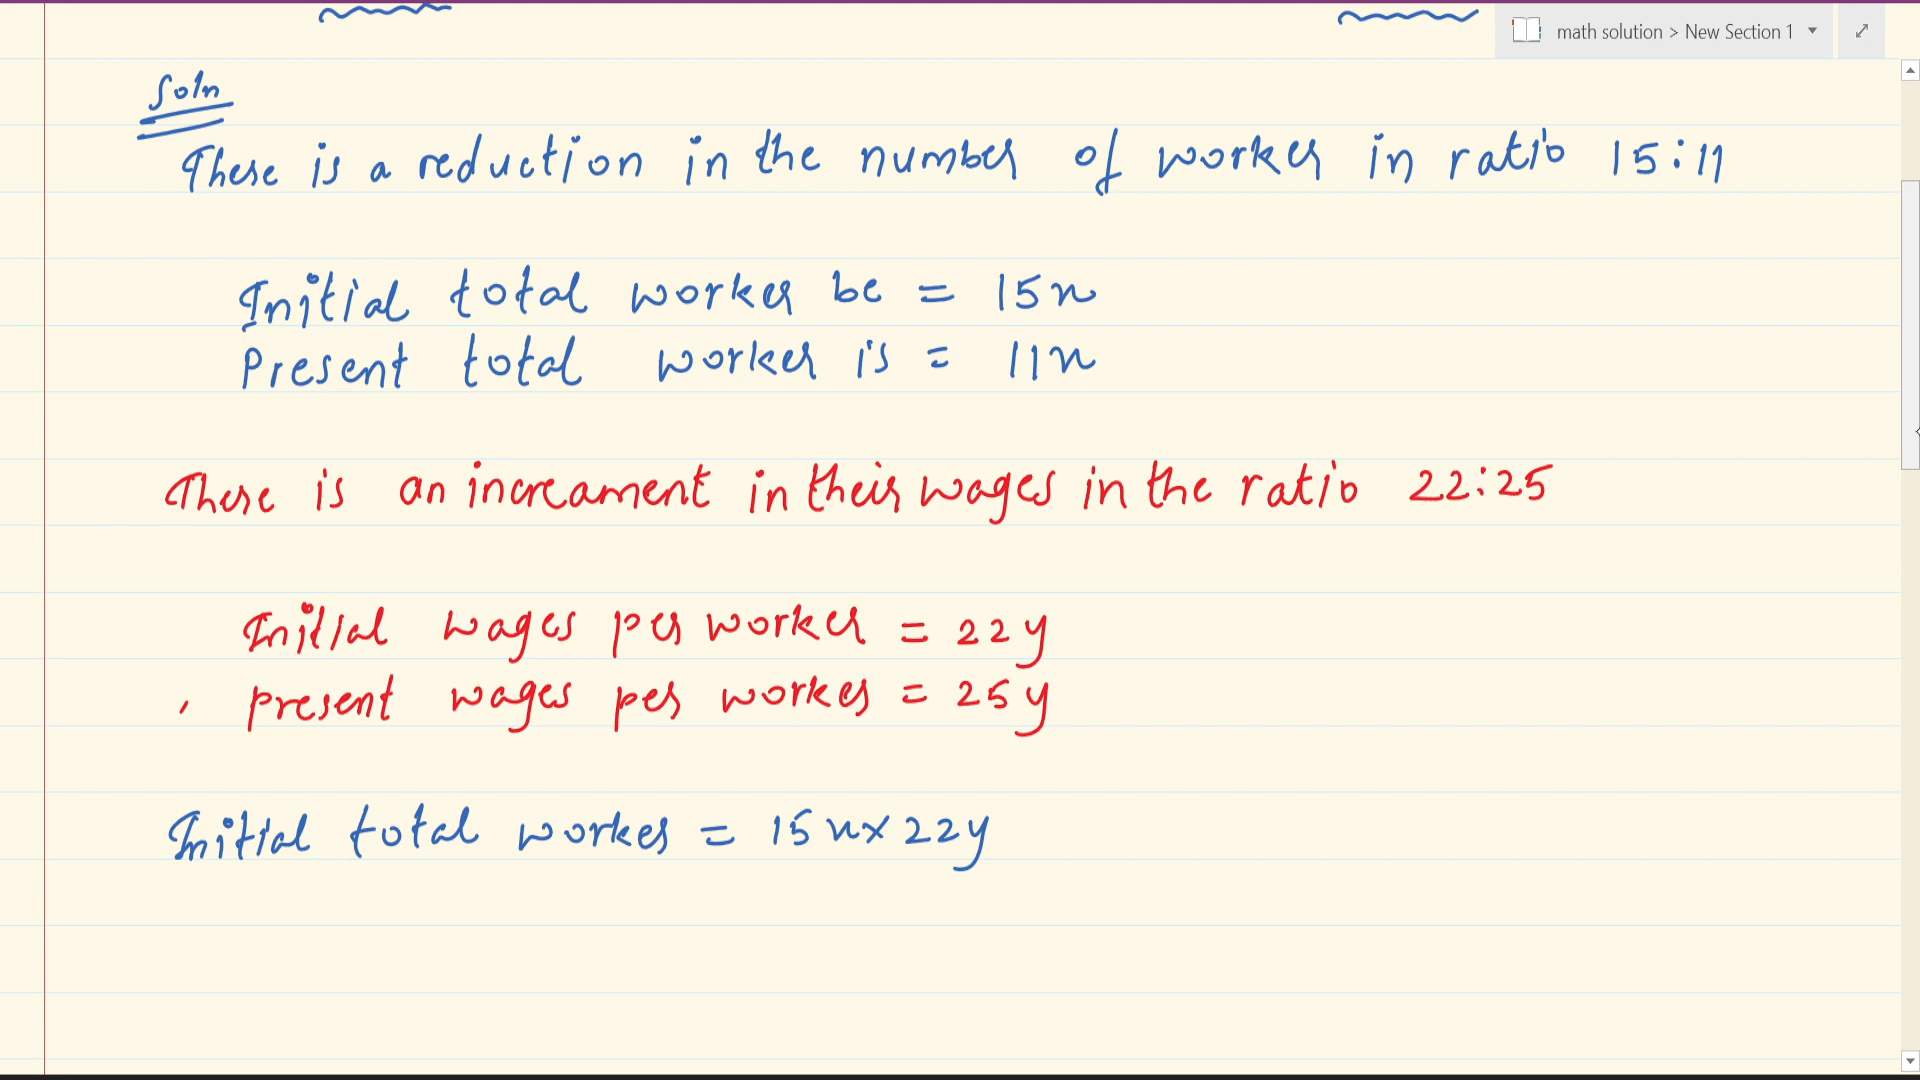 math solution > New Section 1
Soln
There is a reduction in the number of worker in ratio 15:11
Initial total worker be = 15x
Present total worker is = 11x
There is an increament in their wages in the ratio 22:25
Initial wages per worker = 22y
, present wages per worker = 25y
Initial total worker = 15x×22y